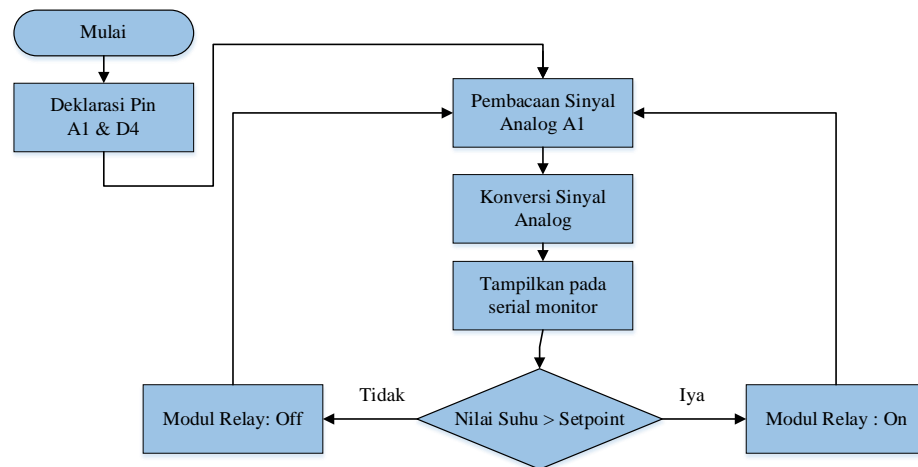 Mulai
Deklarasi Pin
A1 & D4
Pembacaan Sinyal
Analog A1
Konversi Sinyal
Analog
Tampilkan pada
serial monitor
Tidak
Iya
Modul Relay: Off
Nilai Suhu > Setpoint
Modul Relay : On